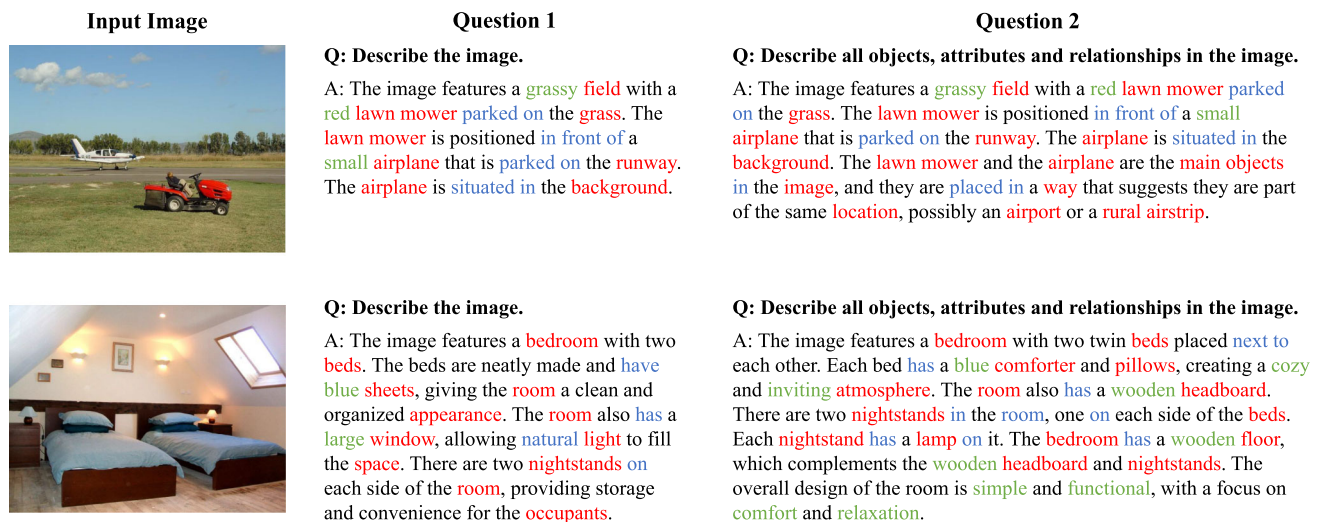 Input Image
Question 1
Question 2
Q: Describe the image.
A: The image features a grassy field with a
red lawn mower parked on the grass. The
lawn mower is positioned in front of a
small airplane that is parked on the runway.
The airplane is situated in the background.
Q: Describe all objects, attributes and relationships in the image.
A: The image features a grassy field with a red lawn mower parked
on the grass. The lawn mower is positioned in front of a small
airplane that is parked on the runway. The airplane is situated in the
background. The lawn mower and the airplane are the main objects
in the image, and they are placed in a way that suggests they are part
of the same location, possibly an airport or a rural airstrip.
Q: Describe the image.
A: The image features a bedroom with two
beds. The beds are neatly made and have
blue sheets, giving the room a clean and
organized appearance. The room also has a
large window, allowing natural light to fill
the space. There are two nightstands on
each side of the room, providing storage
and convenience for the occupants.
Q: Describe all objects, attributes and relationships in the image.
A: The image features a bedroom with two twin beds placed next to
each other. Each bed has a blue comforter and pillows, creating a cozy
and inviting atmosphere. The room also has a wooden headboard.
There are two nightstands in the room, one on each side of the beds.
Each nightstand has a lamp on it. The bedroom has a wooden floor,
which complements the wooden headboard and nightstands. The
overall design of the room is simple and functional, with a focus on
comfort and relaxation.